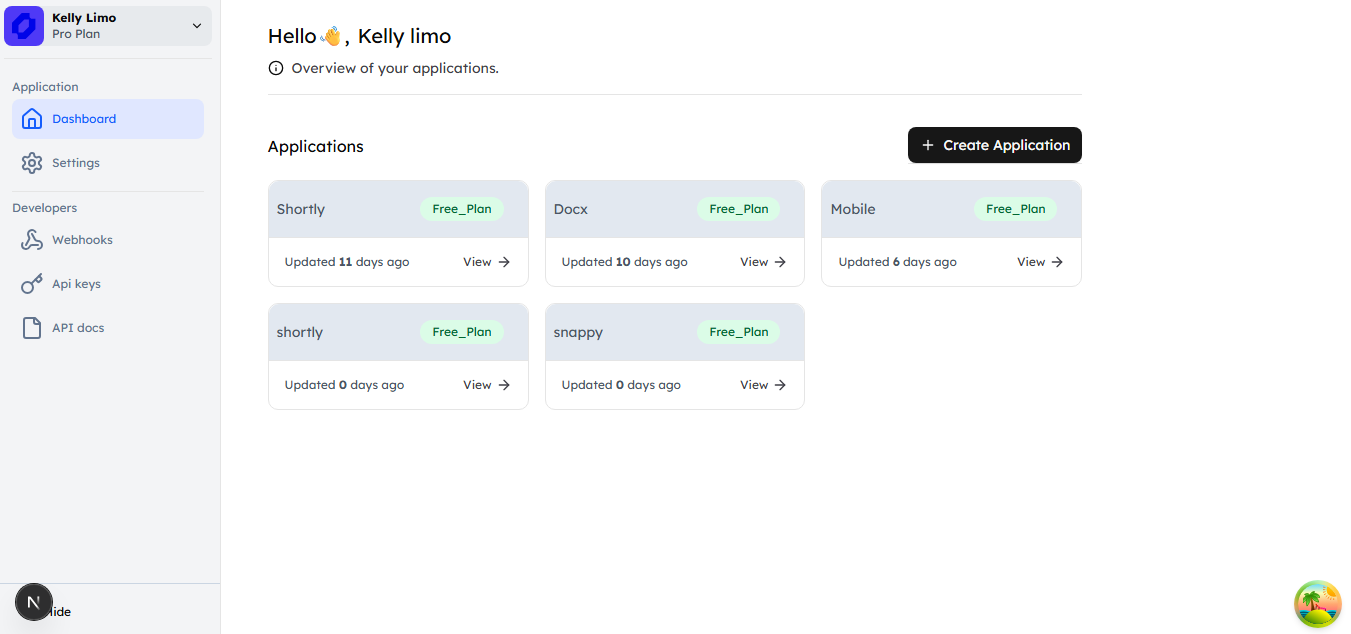 Kelly Limo
Pro Plan
Application
Dashboard
Settings
Developers
Webhooks
Api keys
API docs
N
Hello👋, Kelly limo
Overview of your applications.
Applications
+ Create Application
Shortly Free_Plan
Updated 11 days ago View →
Docx Free_Plan
Updated 10 days ago View →
Mobile Free_Plan
Updated 6 days ago View →
shortly Free_Plan
Updated 0 days ago View →
snappy Free_Plan
Updated 0 days ago View →